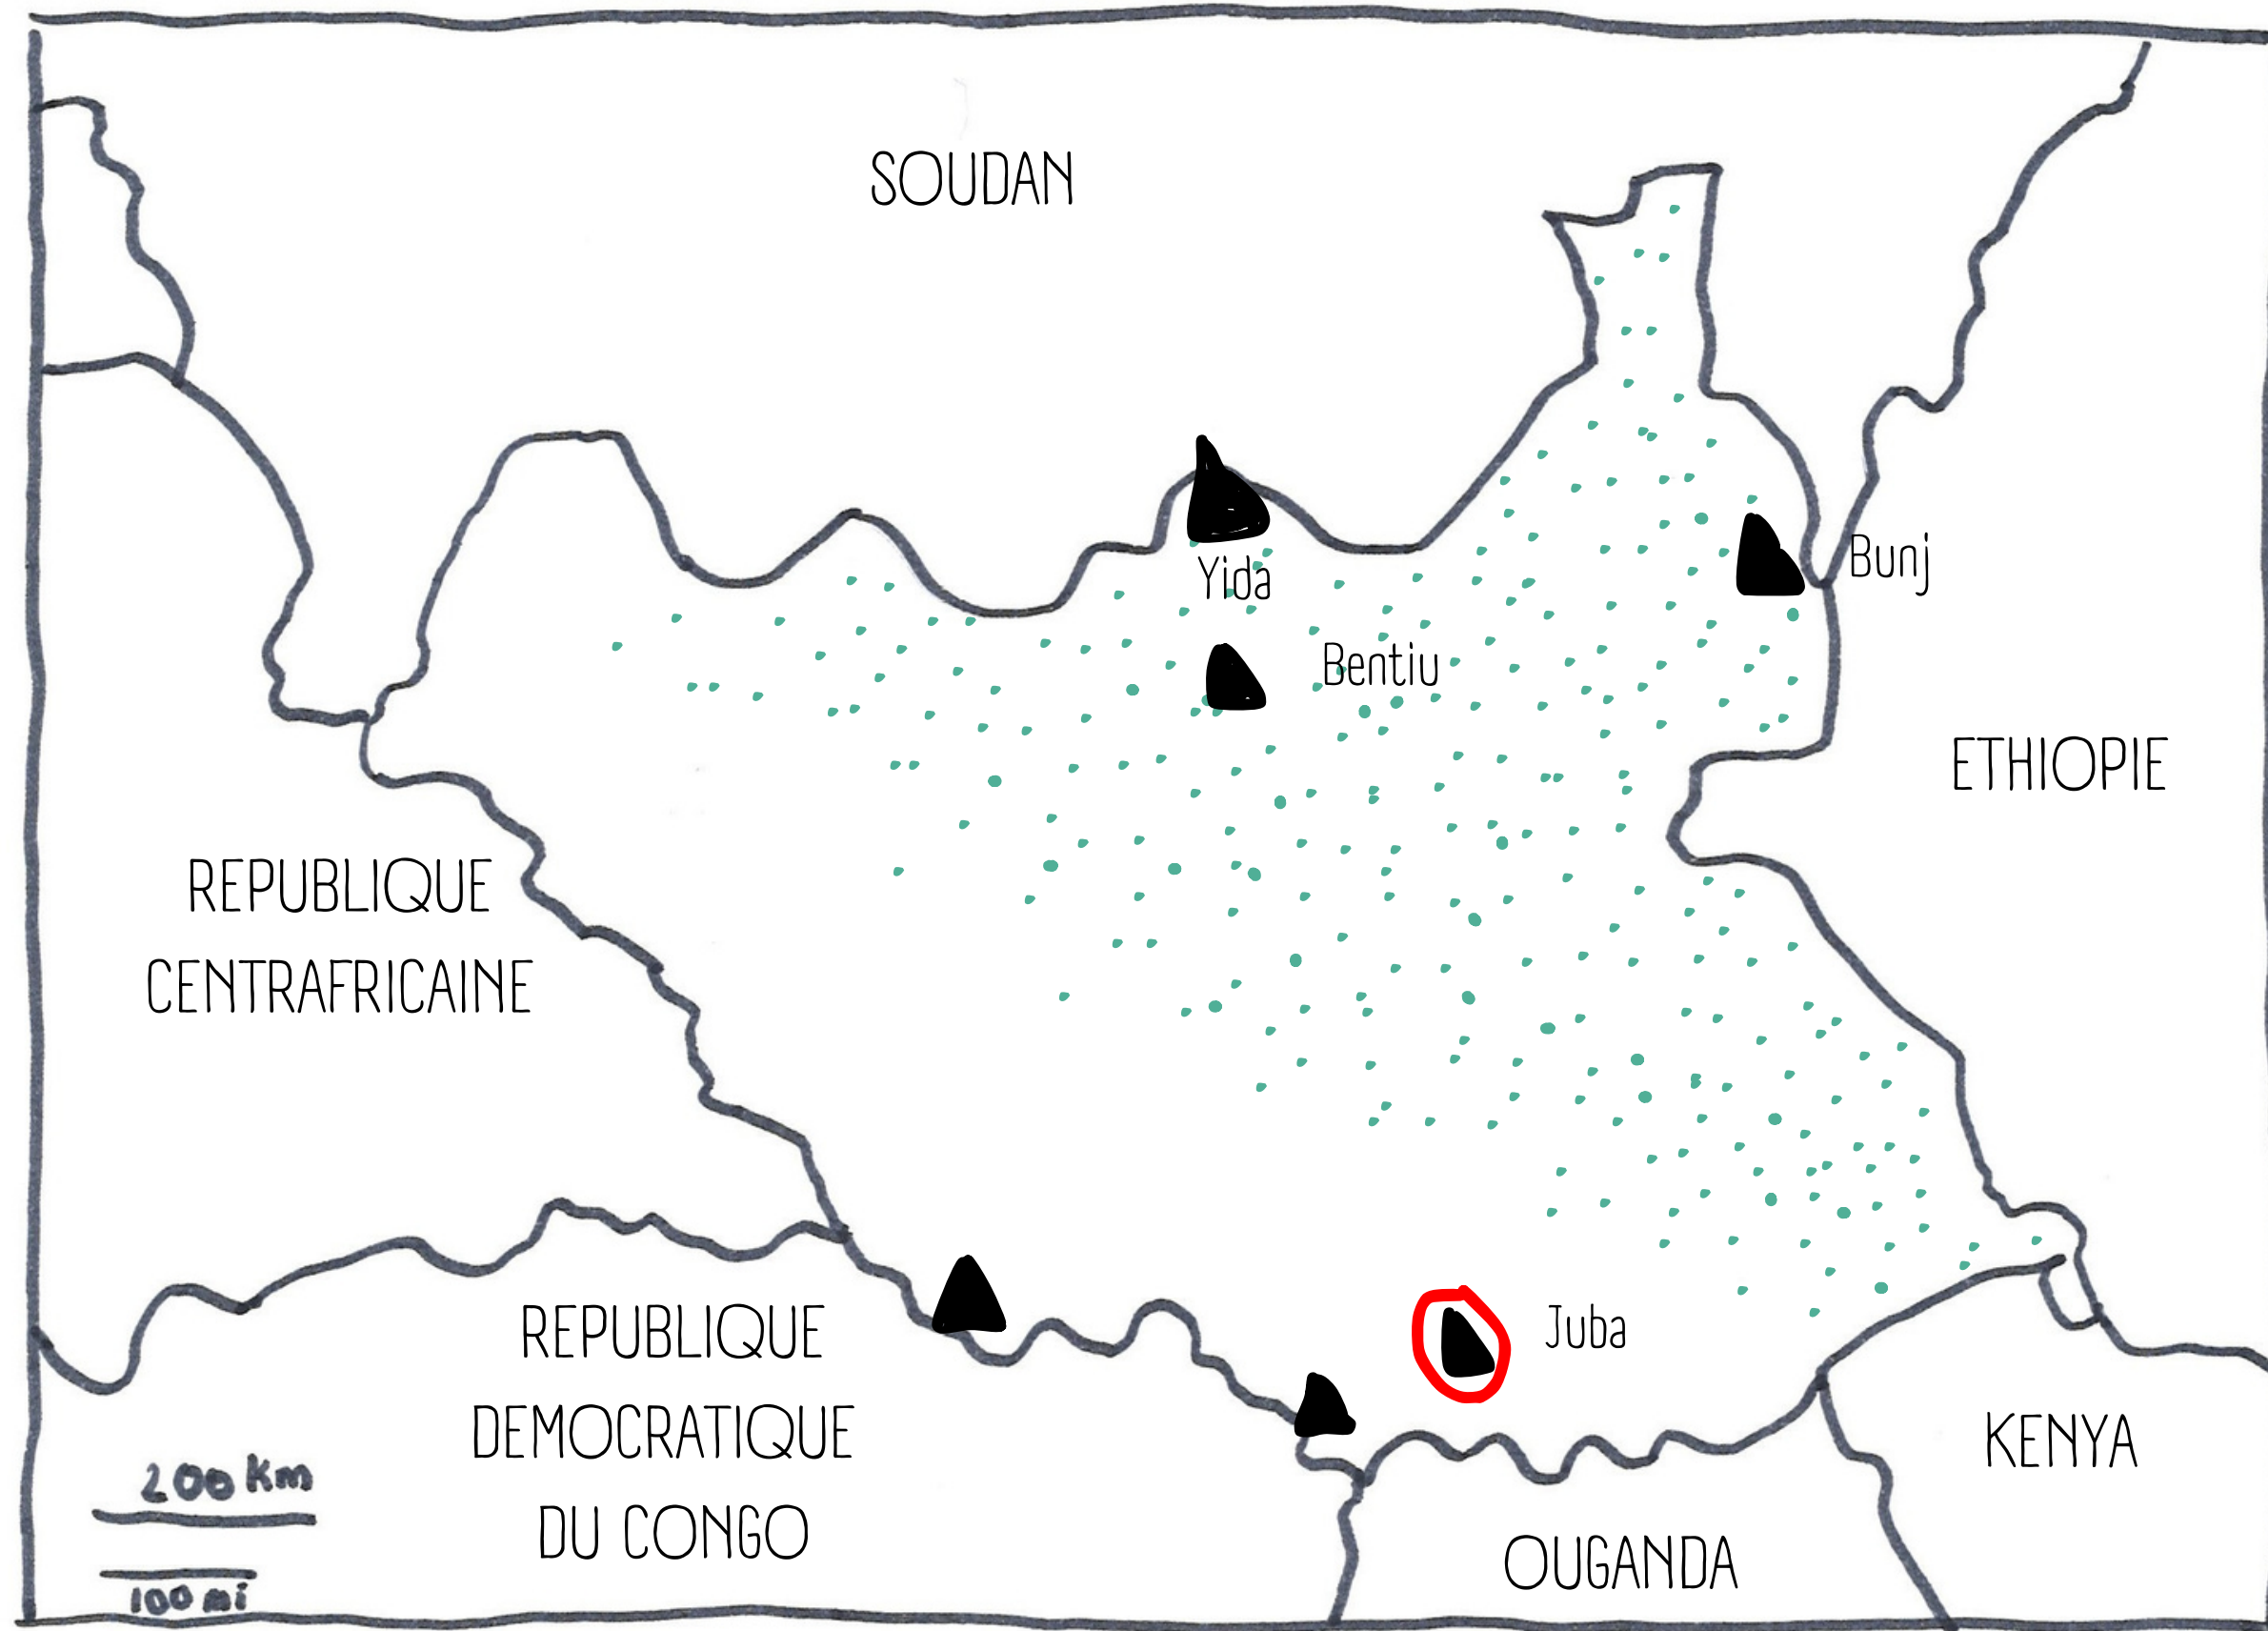 SOUDAN
Yida
Bunj
Bentiu
ETHIOPIE
REPUBLIQUE
CENTRAFRICAINE
REPUBLIQUE
DEMOCRATIQUE
DU CONGO
Juba
KENYA
OUGANDA
200 Km
100 mi